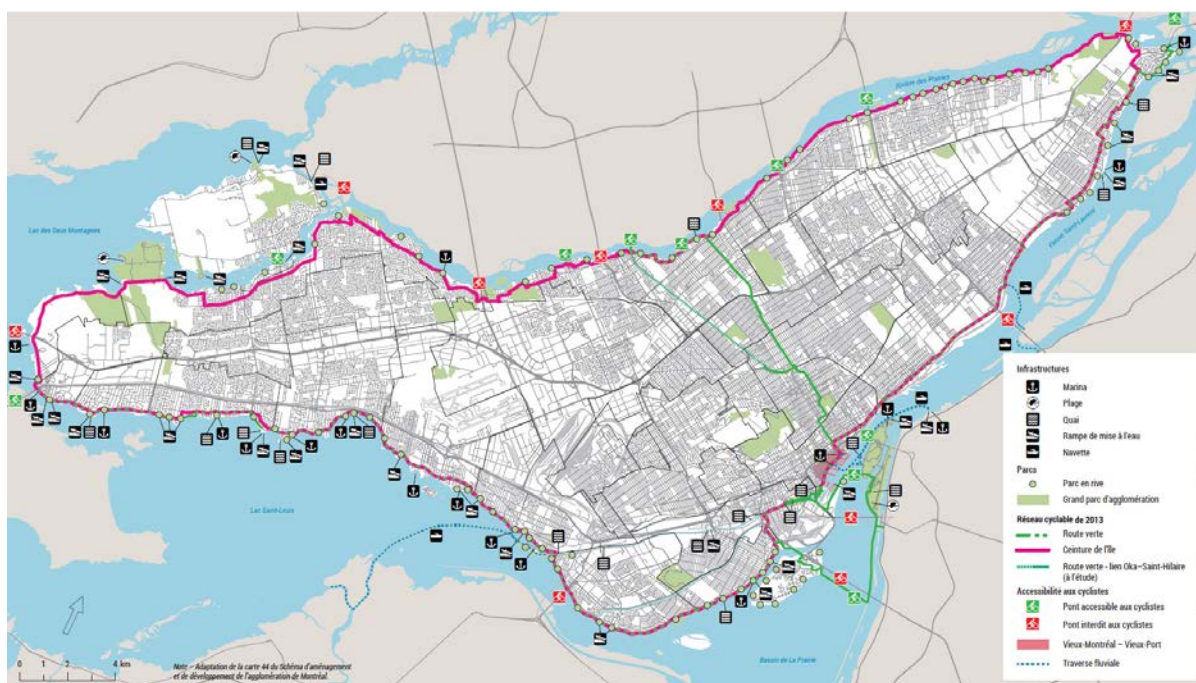 Rivière des Prairies
Lac des Deux Montagnes
Fleuve Saint-Laurent
Lac Saint-Louis
Bassin de La Prairie
Infrastructures
Marina
Plage
Quai
Rampe de mise à l'eau
Navette
Parcs
Parc en rive
Grand parc d'agglomération
Réseau cyclable de 2013
Route verte
Ceinture de l'île
Route verte - lien Oka–Saint-Hilaire
(à l'étude)
Accessibilité aux cyclistes
Pont accessible aux cyclistes
Pont interdit aux cyclistes
Vieux-Montréal – Vieux-Port
Traverse fluviale
0 1 2 4 km
Note – Adaptation de la carte 44 du Schéma d'aménagement
et de développement de l'agglomération de Montréal.